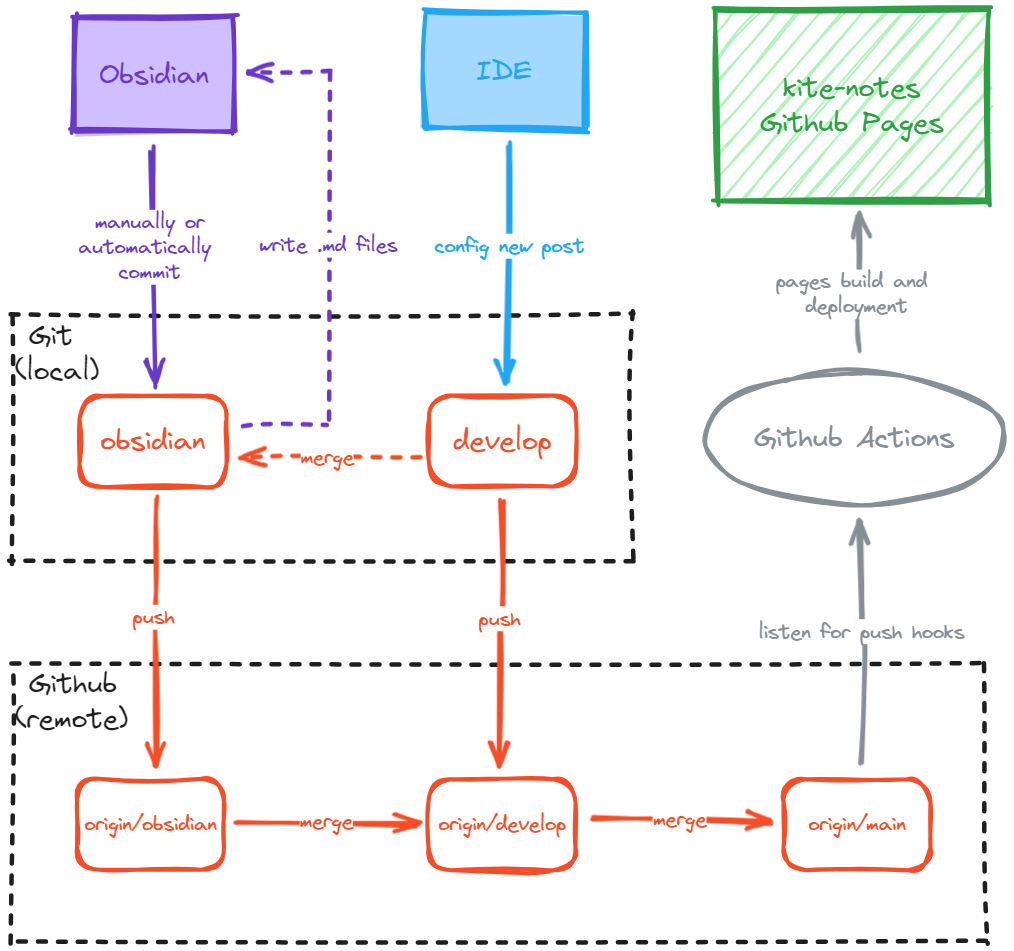 Obsidian
IDE
kite-notes
Github Pages
manually or
automatically
commit
write .md files
config new post
pages build and
deployment
Git
(local)
obsidian
merge
develop
Github Actions
push
push
listen for push hooks
Github
(remote)
origin/obsidian
merge
origin/develop
merge
origin/main